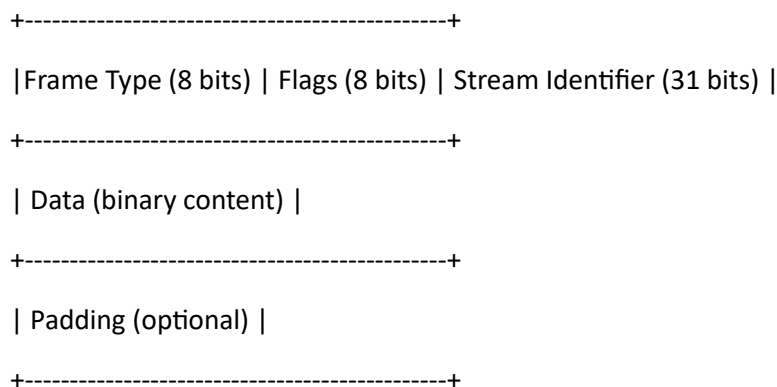 +-----------------------------------------------+
|Frame Type (8 bits) | Flags (8 bits) | Stream Identifier (31 bits) |
+-----------------------------------------------+
| Data (binary content) |
+-----------------------------------------------+
| Padding (optional) |
+-----------------------------------------------+